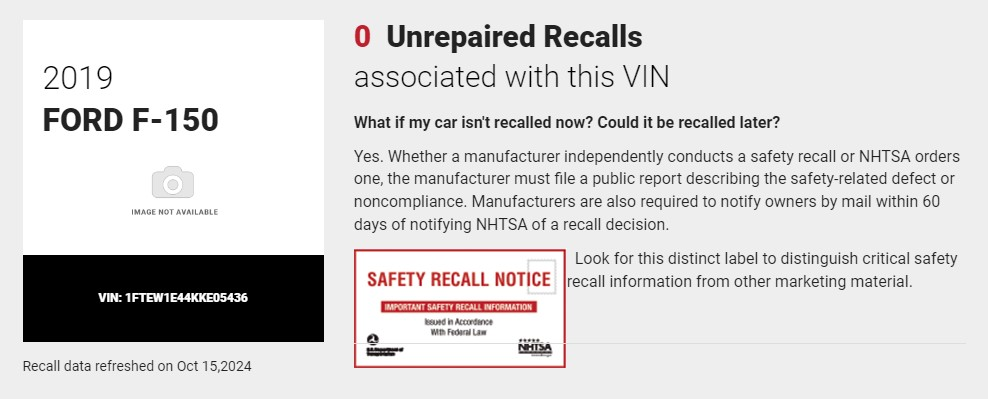 2019
FORD F-150
IMAGE NOT AVAILABLE
VIN: 1FTEW1E44KKE05436
Recall data refreshed on Oct 15,2024
0 Unrepaired Recalls
associated with this VIN
What if my car isn't recalled now? Could it be recalled later?
Yes. Whether a manufacturer independently conducts a safety recall or NHTSA orders
one, the manufacturer must file a public report describing the safety-related defect or
noncompliance. Manufacturers are also required to notify owners by mail within 60
days of notifying NHTSA of a recall decision.
SAFETY RECALL NOTICE
IMPORTANT SAFETY RECALL INFORMATION
Issued in Accordance
With Federal Law
U.S. Department of
Transportation
NHTSA
Look for this distinct label to distinguish critical safety
recall information from other marketing material.